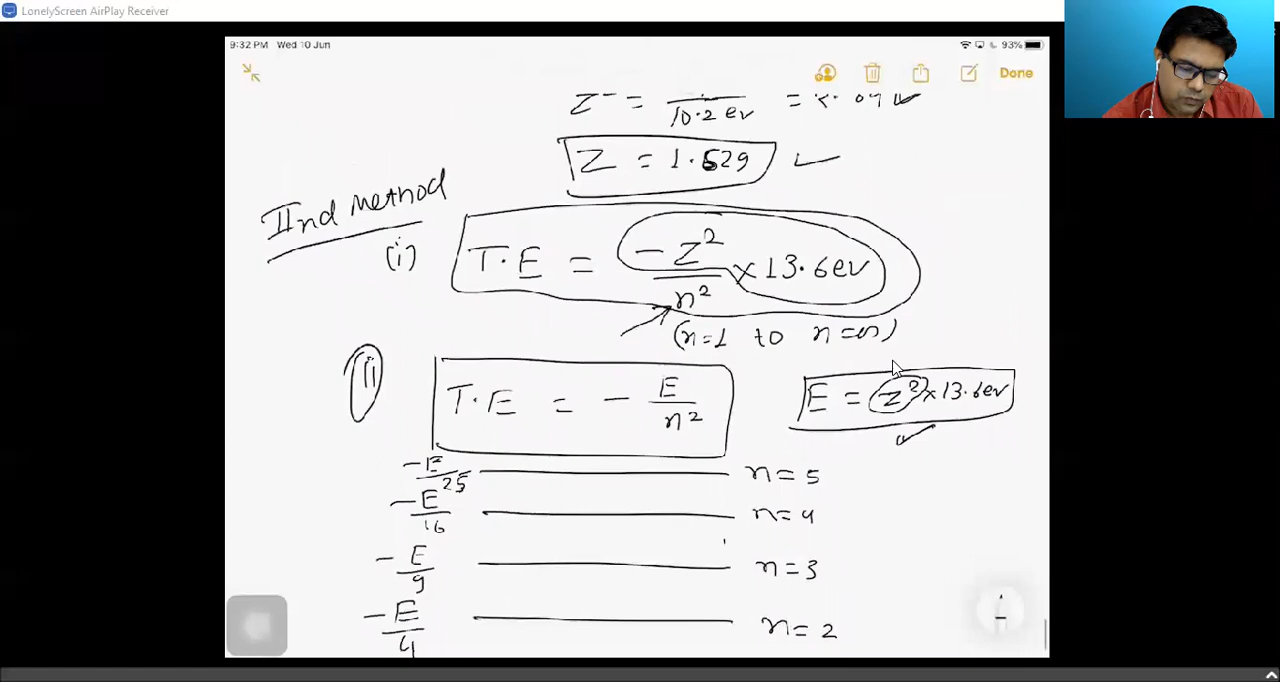 LonelyScreen AirPlay Receiver
9:32 PM Wed 10 Jun 93%
Done
= 10.2 ev =
Z = 1.529
IInd method
(i) T.E = -Z²/n² × 13.6ev
(n=1 to n=∞)
(ii) T.E = - E/n² E = z² × 13.6ev
-E/25 n = 5
-E/16 n = 4
-E/9 n = 3
-E/4 n = 2